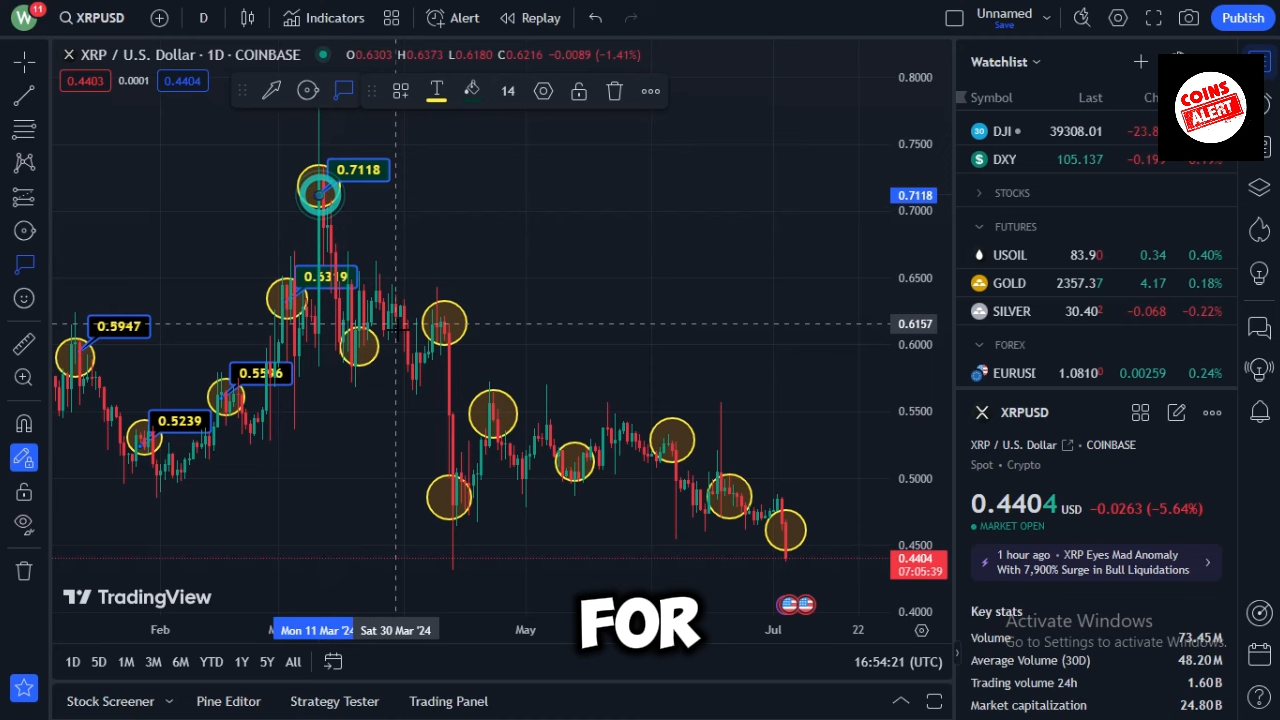 W 11 XRPUSD D Indicators Alert Replay Unnamed Save Publish
XRP / U.S. Dollar · 1D · COINBASE O0.6303 H0.6373 L0.6180 C0.6216 -0.0089 (-1.41%)
0.4403 0.0001 0.4404
T 14
0.8000
0.7500
0.7118
0.7118
0.7000
0.6500
0.6319
0.6157
0.5947
0.6000
0.5596
0.5500
0.5239
0.5000
0.4500
0.4404
07:05:39
0.4000
TradingView
FOR
Feb Mon 11 Mar '24 Sat 30 Mar '24 May Jul 22
1D 5D 1M 3M 6M YTD 1Y 5Y All 16:54:21 (UTC)
Stock Screener Pine Editor Strategy Tester Trading Panel
Watchlist
COINS
ALERT
Symbol Last Ch
30 DJI 39308.01 -23.8
$ DXY 105.137 -0.199 -0.19%
STOCKS
FUTURES
USOIL 83.90 0.34 0.40%
GOLD 2357.37 4.17 0.18%
SILVER 30.402 -0.068 -0.22%
FOREX
EURUSI 1.08100 0.00259 0.24%
XRPUSD
XRP / U.S. Dollar · COINBASE
Spot · Crypto
0.4404 USD -0.0263 (-5.64%)
MARKET OPEN
1 hour ago · XRP Eyes Mad Anomaly
With 7,900% Surge in Bull Liquidations
Key stats
Activate Windows
Volume 73.45M
Go to Settings to activate Windows.
Average Volume (30D) 48.20M
Trading volume 24h 1.60B
Market capitalization 24.80B